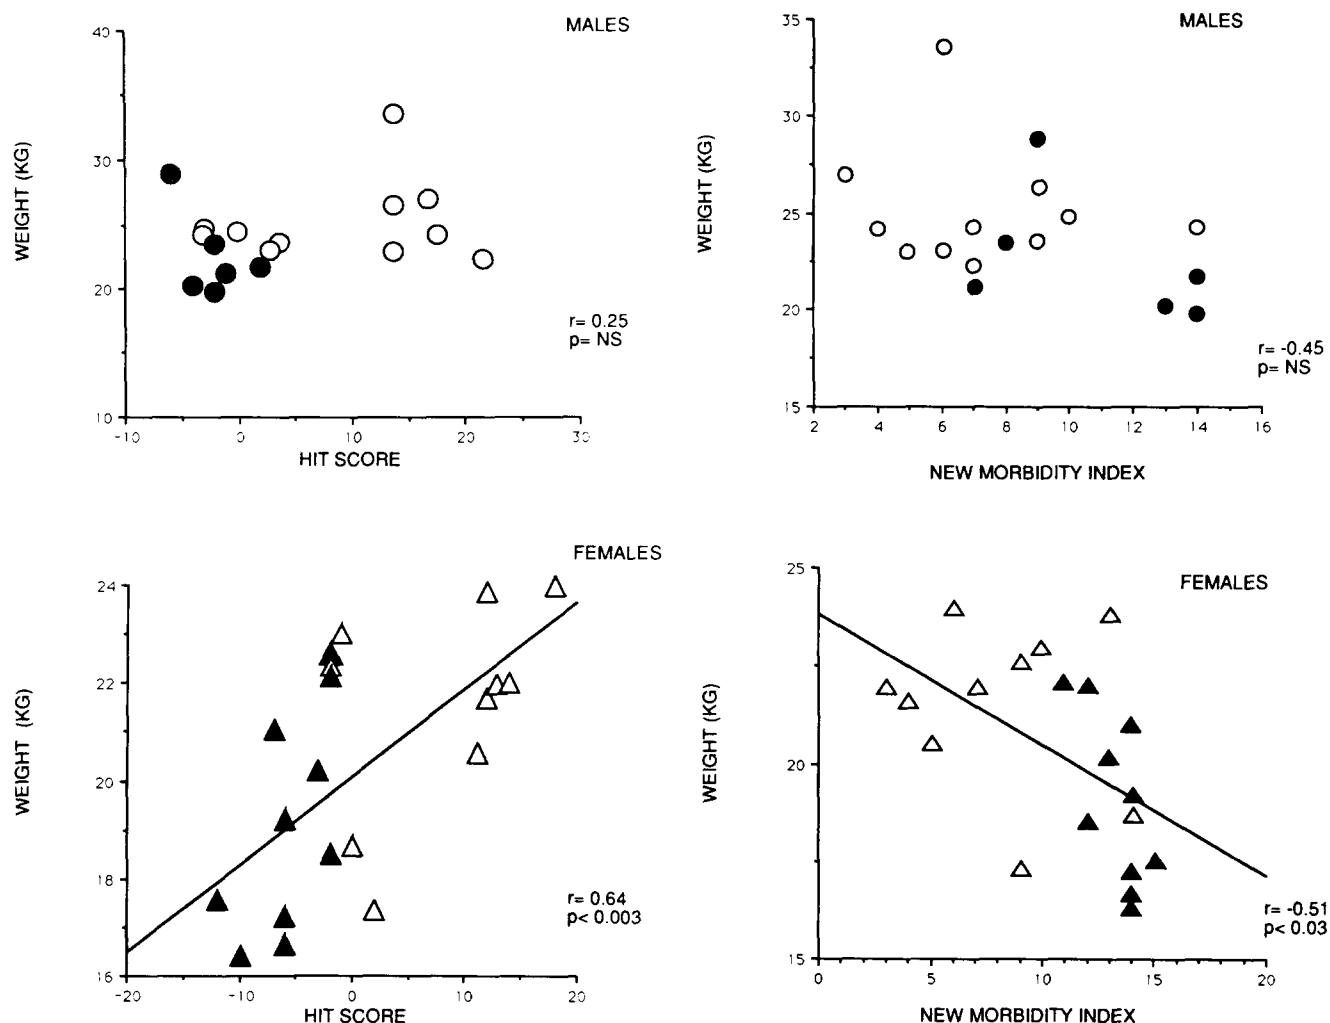 MALES
40
30
20
10
WEIGHT (KG)
-10 0 10 20 30
HIT SCORE
r= 0.25
p= NS
MALES
35
30
25
20
15
WEIGHT (KG)
2 4 6 8 10 12 14 16
NEW MORBIDITY INDEX
r= -0.45
p= NS
FEMALES
24
22
20
18
16
WEIGHT (KG)
-20 -10 0 10 20
HIT SCORE
r= 0.64
p< 0.003
FEMALES
25
20
15
WEIGHT (KG)
0 5 10 15 20
NEW MORBIDITY INDEX
r= -0.51
p< 0.03